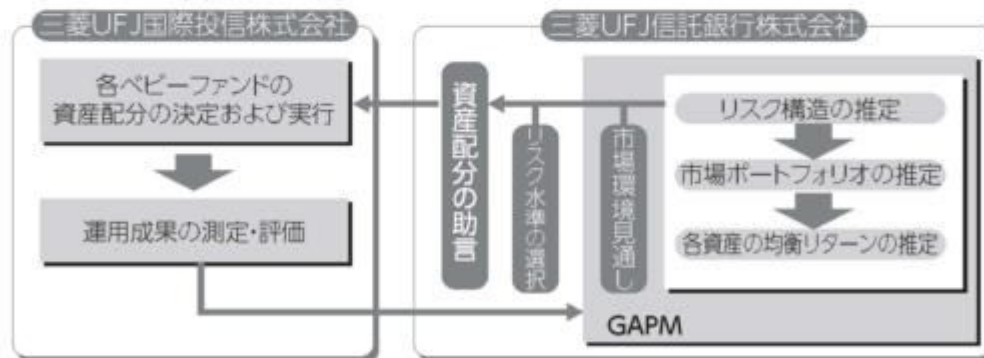 三菱UFJ国際投信株式会社
各ベビーファンドの
資産配分の決定および実行
運用成果の測定・評価
三菱UFJ信託銀行株式会社
資産配分の助言
リスク水準の選択
市場環境見通し
リスク構造の推定
市場ポートフォリオの推定
各資産の均衡リターンの推定
GAPM